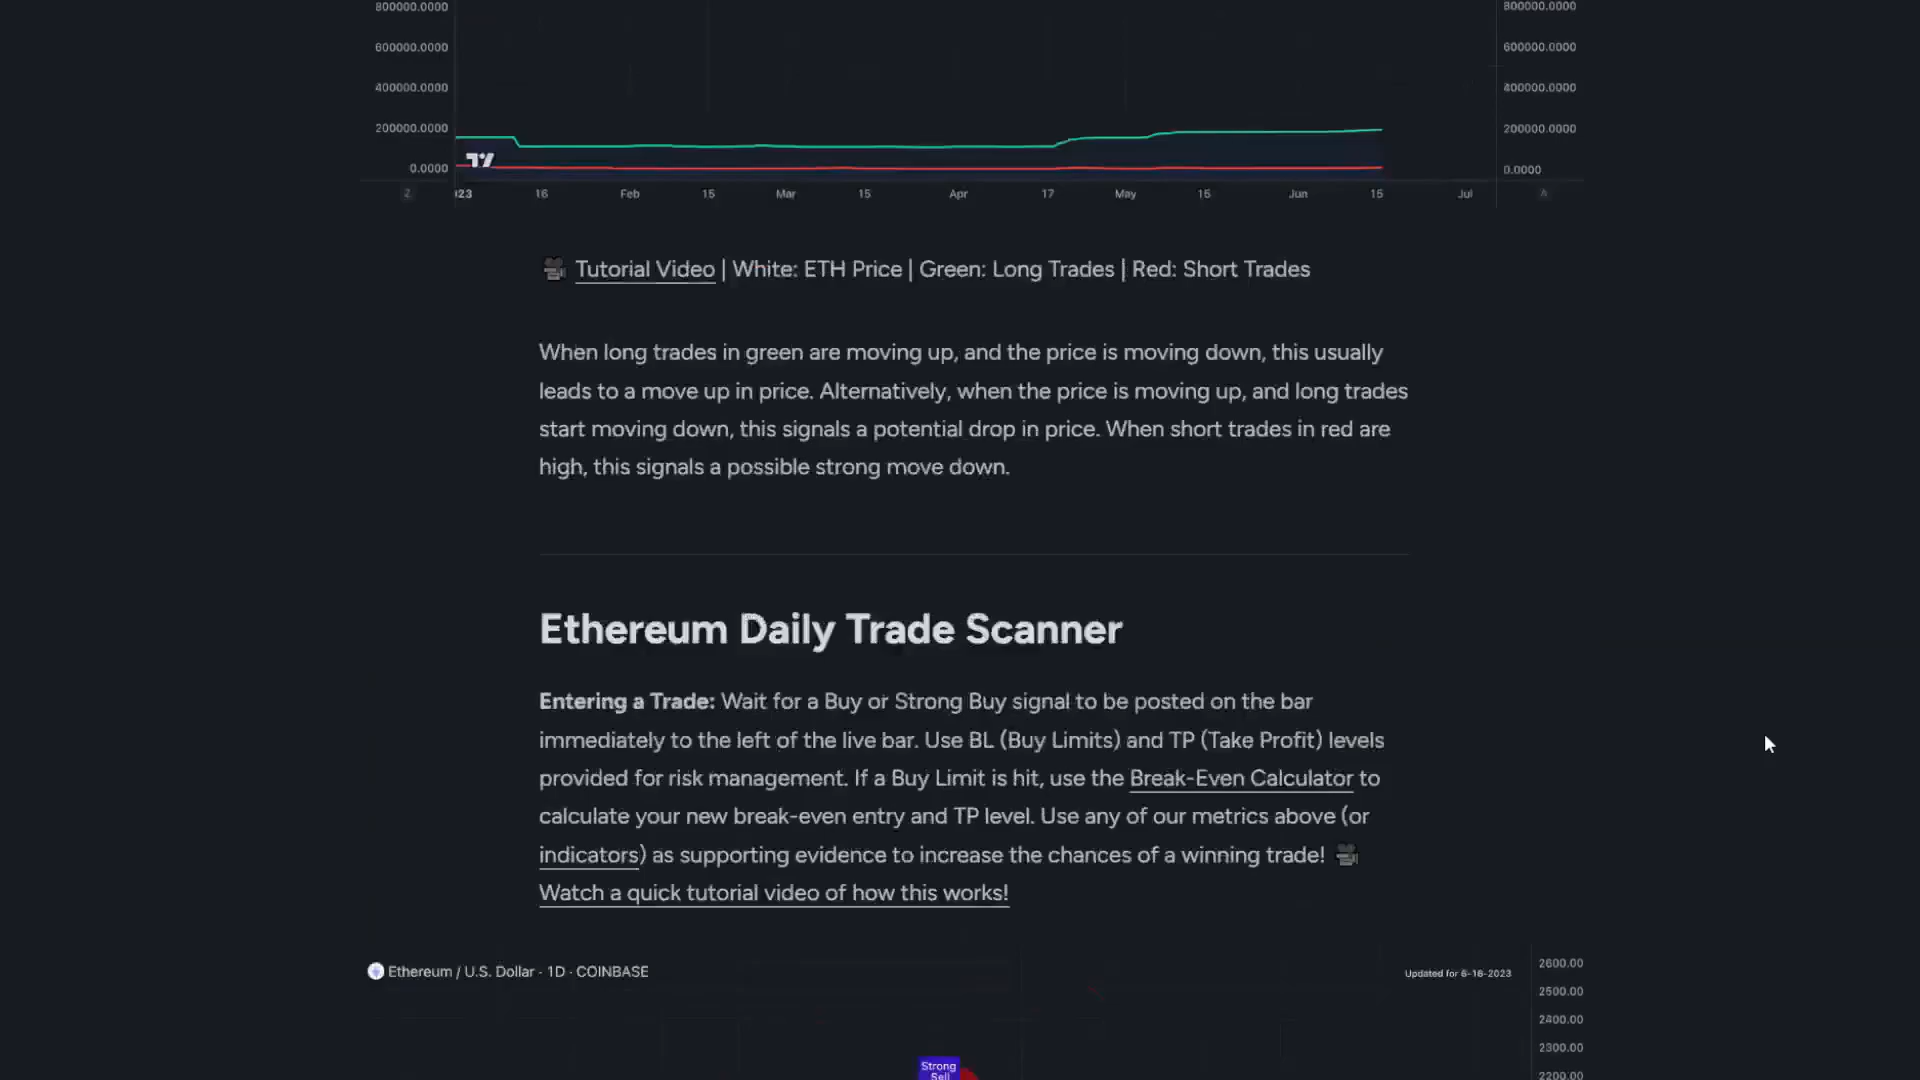 800000.0000 800000.0000
600000.0000 600000.0000
400000.0000 400000.0000
200000.0000 200000.0000
0.0000 0.0000
Z 023 16 Feb 15 Mar 15 Apr 17 May 15 Jun 15 Jul A
Tutorial Video | White: ETH Price | Green: Long Trades | Red: Short Trades
When long trades in green are moving up, and the price is moving down, this usually
leads to a move up in price. Alternatively, when the price is moving up, and long trades
start moving down, this signals a potential drop in price. When short trades in red are
high, this signals a possible strong move down.
Ethereum Daily Trade Scanner
Entering a Trade: Wait for a Buy or Strong Buy signal to be posted on the bar
immediately to the left of the live bar. Use BL (Buy Limits) and TP (Take Profit) levels
provided for risk management. If a Buy Limit is hit, use the Break-Even Calculator to
calculate your new break-even entry and TP level. Use any of our metrics above (or
indicators) as supporting evidence to increase the chances of a winning trade!
Watch a quick tutorial video of how this works!
Ethereum / U.S. Dollar · 1D · COINBASE
Updated for 6-16-2023
2600.00
2500.00
2400.00
2300.00
2200.00
Strong
Sell